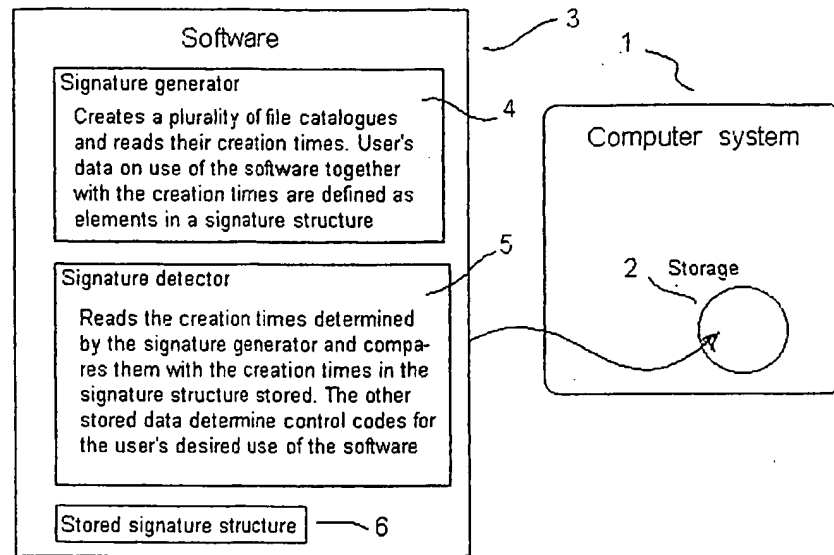 Software
3
Signature generator
4
Creates a plurality of file catalogues
and reads their creation times. User's
data on use of the software together
with the creation times are defined as
elements in a signature structure
Signature detector
5
Reads the creation times determined
by the signature generator and compa-
res them with the creation times in the
signature structure stored. The other
stored data determine control codes for
the user's desired use of the software
Stored signature structure
6
1
Computer system
2
Storage